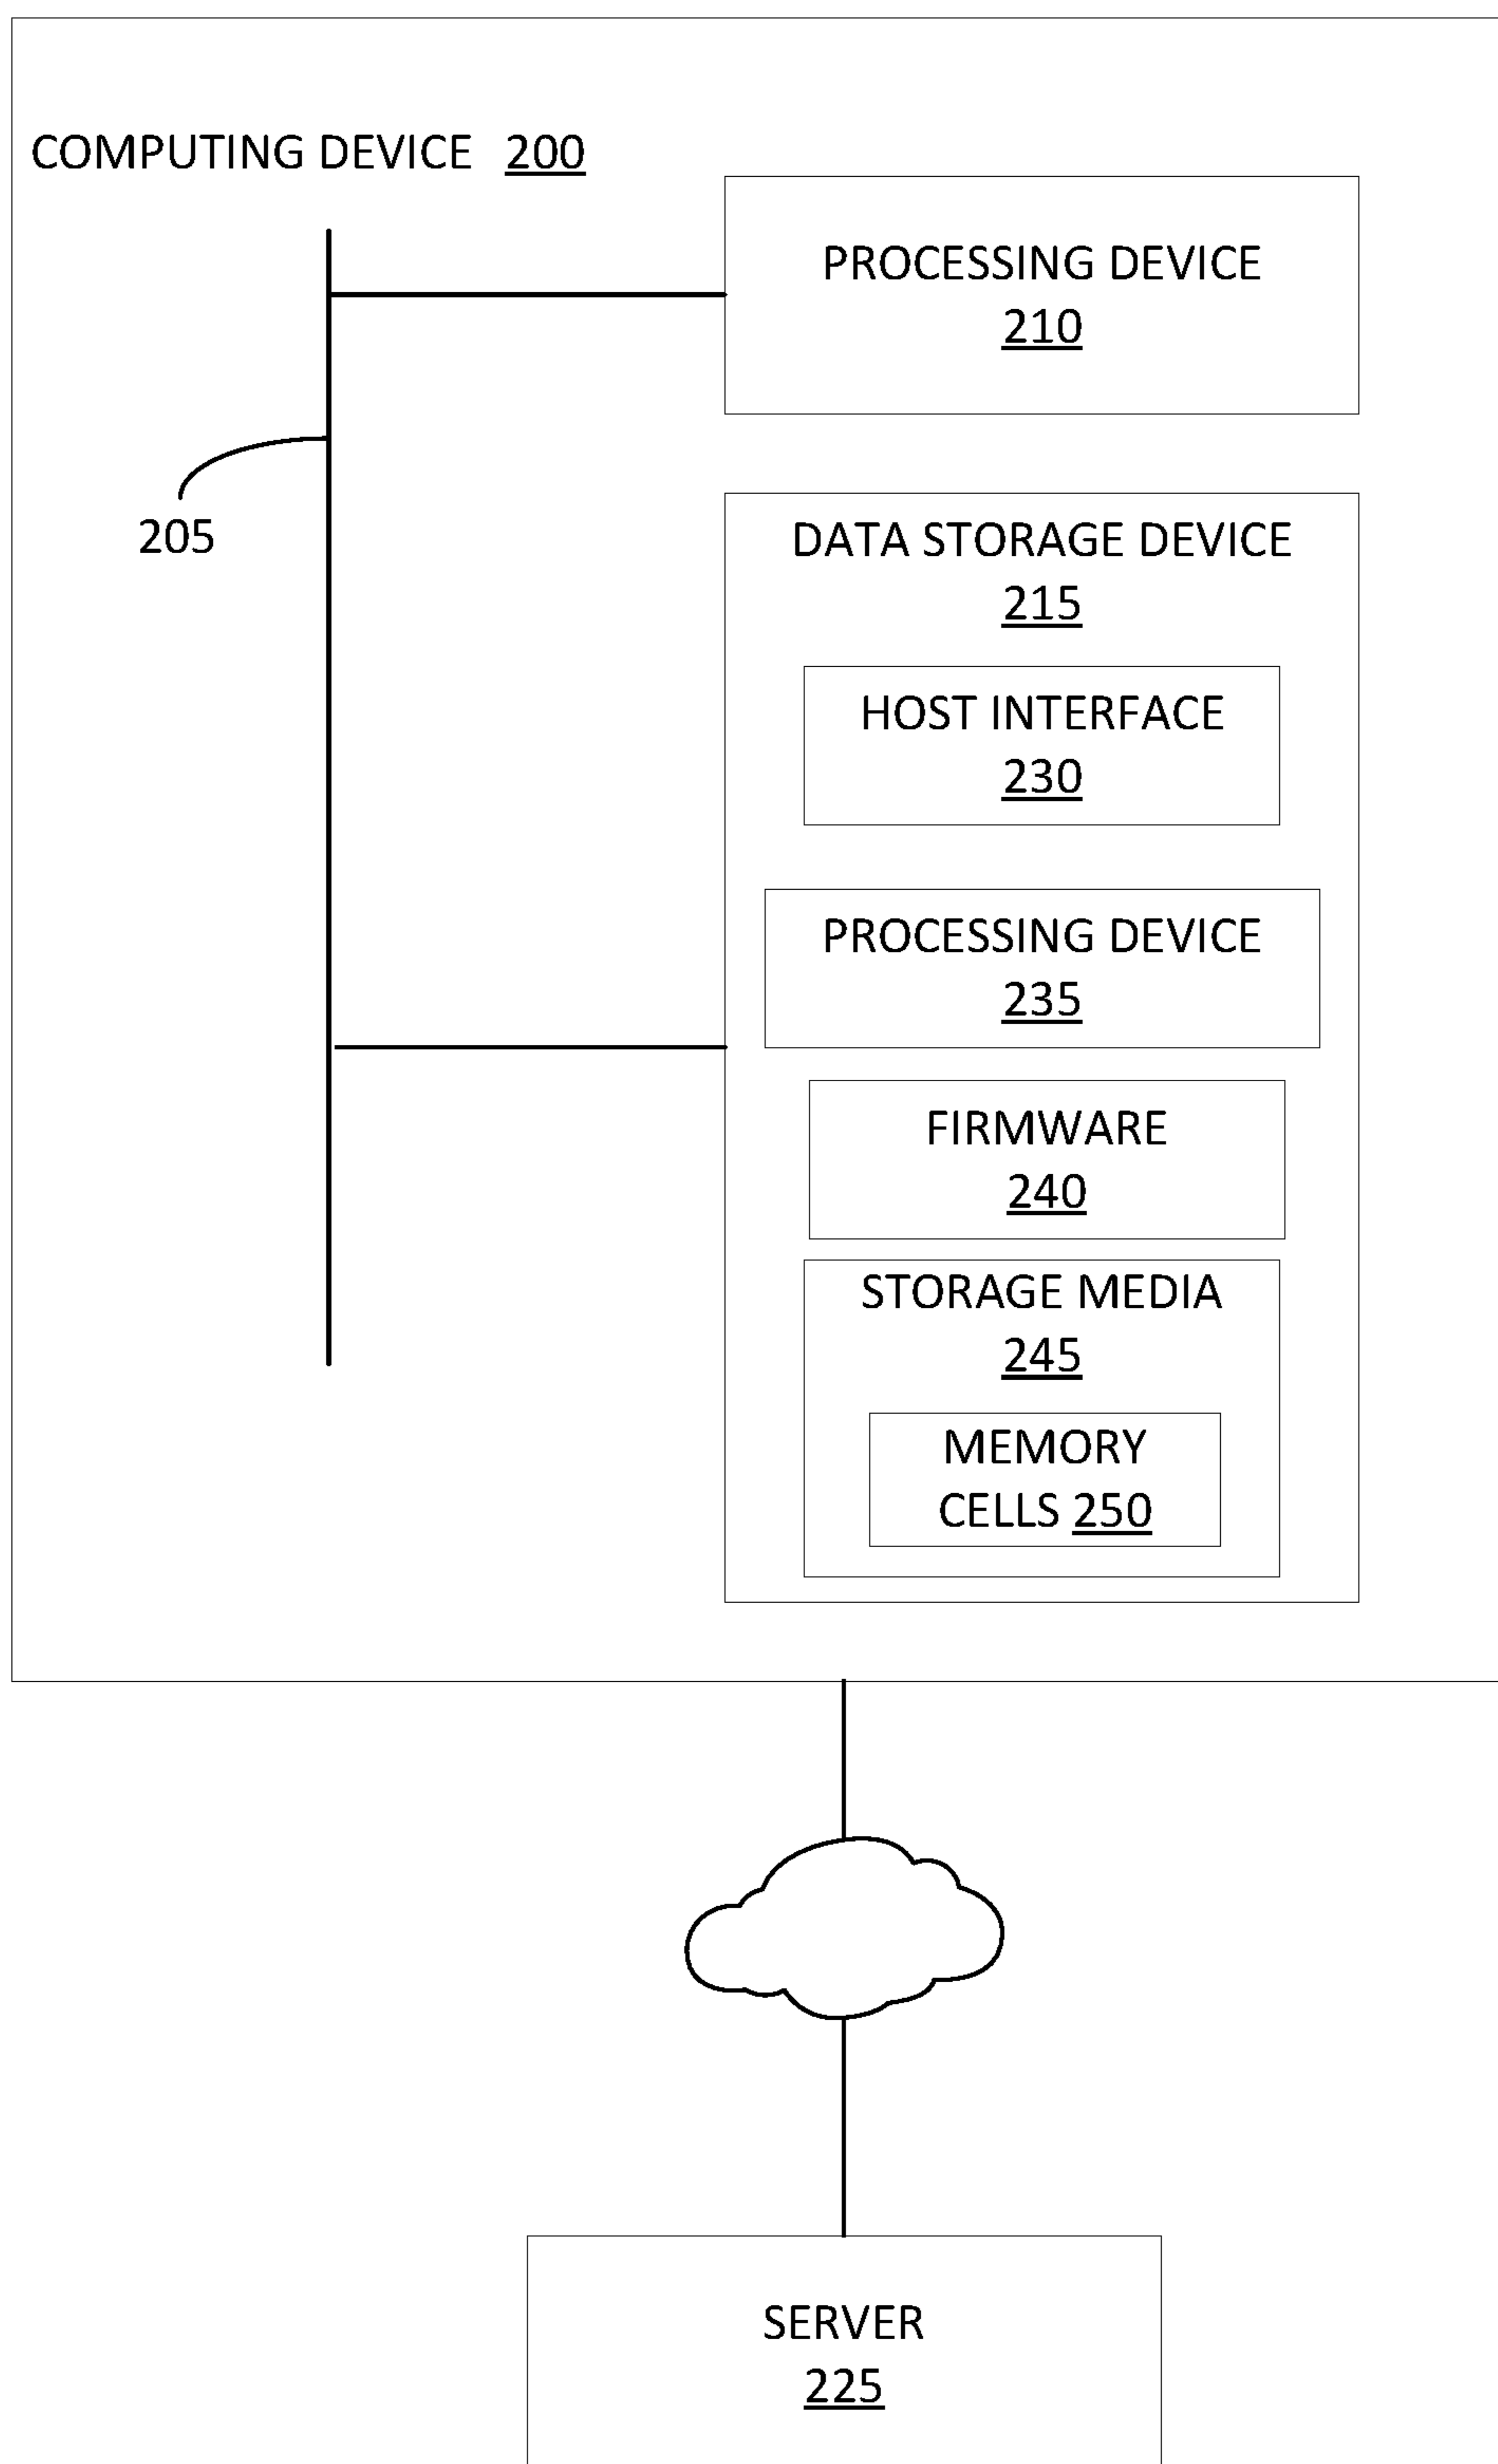 COMPUTING DEVICE 200
PROCESSING DEVICE
210
205
DATA STORAGE DEVICE
215
HOST INTERFACE
230
PROCESSING DEVICE
235
FIRMWARE
240
STORAGE MEDIA
245
MEMORY
CELLS 250
SERVER
225